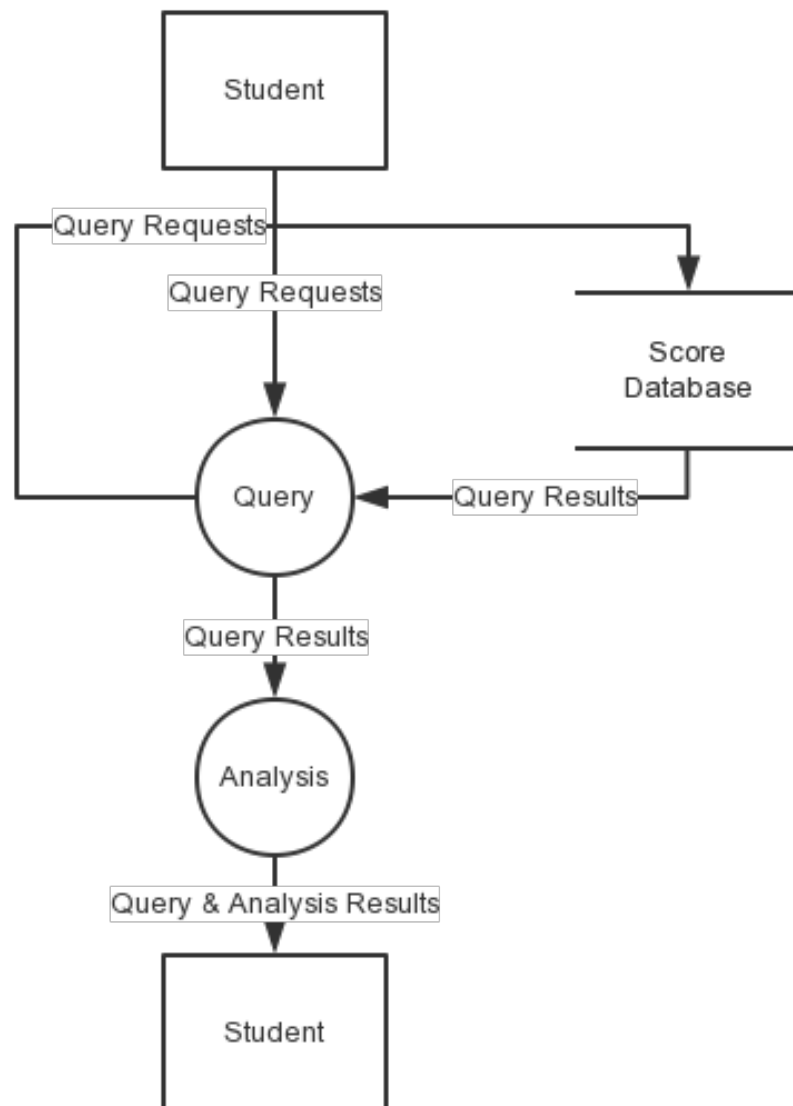 Student
Query Requests
Query Requests
Score
Database
Query
Query Results
Query Results
Analysis
Query & Analysis Results
Student